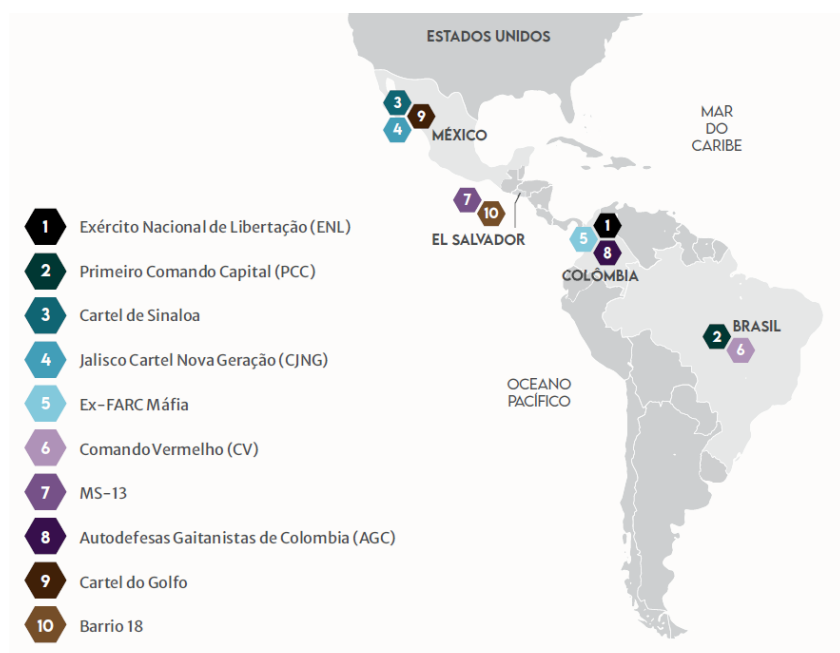 ESTADOS UNIDOS
3
9
4
MÉXICO
MAR
DO
CARIBE
7
10
EL SALVADOR
5
1
8
COLÔMBIA
BRASIL
2
6
OCEANO
PACÍFICO
1 Exército Nacional de Libertação (ENL)
2 Primeiro Comando Capital (PCC)
3 Cartel de Sinaloa
4 Jalisco Cartel Nova Geração (CJNG)
5 Ex-FARC Máfia
6 Comando Vermelho (CV)
7 MS-13
8 Autodefesas Gaitanistas de Colombia (AGC)
9 Cartel do Golfo
10 Barrio 18